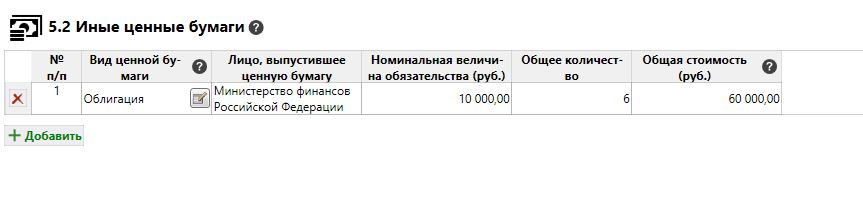 5.2 Иные ценные бумаги ?
№ п/п Вид ценной бу-маги ? Лицо, выпустившее ценную бумагу Номинальная величи-на обязательства (руб.) Общее количест-во Общая стоимость (руб.) ?
1 Облигация Министерство финансов Российской Федерации 10 000,00 6 60 000,00
Добавить